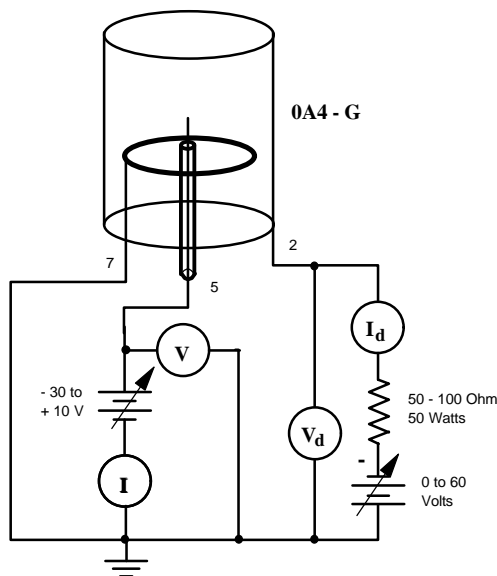 0A4 - G
2
7
5
I_d
V
- 30 to
+ 10 V
50 - 100 Ohm
50 Watts
V_d
-
I
0 to 60
Volts